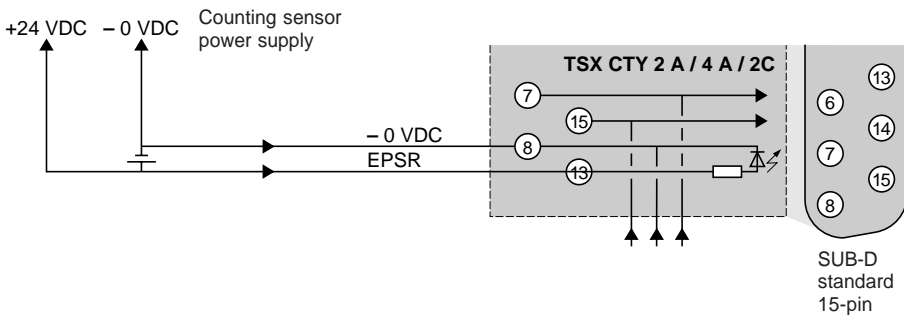 Counting sensor
power supply
+24 VDC – 0 VDC
TSX CTY 2 A / 4 A / 2C
7
15
– 0 VDC
8
EPSR
13
13
6
14
7
15
8
SUB-D
standard
15-pin